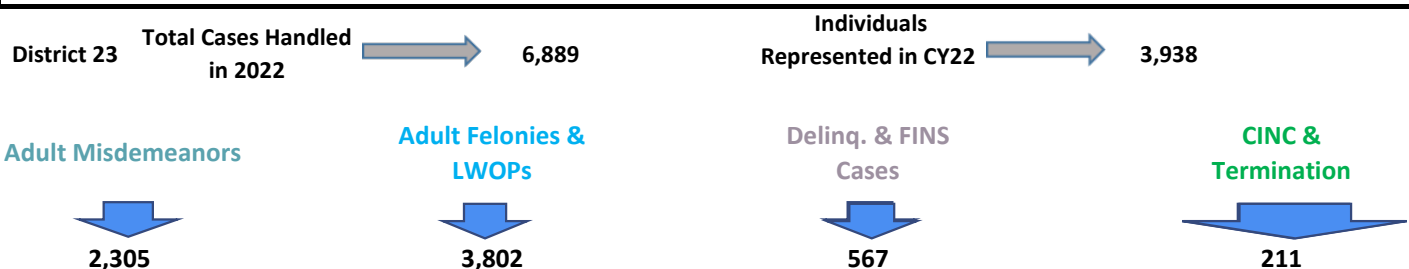 District 23
Total Cases Handled
in 2022
6,889
Individuals
Represented in CY22
3,938
Adult Misdemeanors
Adult Felonies &
LWOPs
Delinq. & FINS
Cases
CINC &
Termination
2,305
3,802
567
211